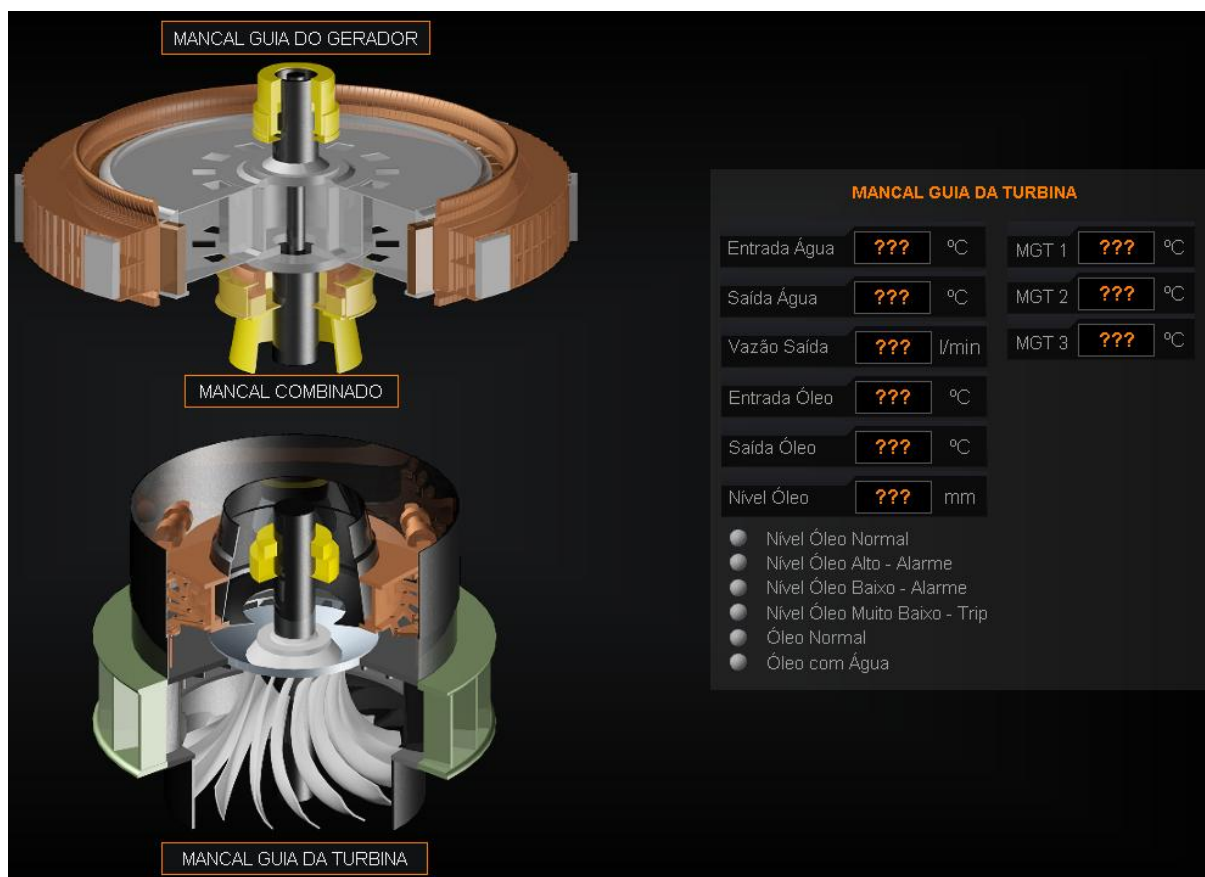 MANCAL GUIA DO GERADOR
MANCAL COMBINADO
MANCAL GUIA DA TURBINA
MANCAL GUIA DA TURBINA
Entrada Água ??? ºC
Saída Água ??? ºC
Vazão Saída ??? l/min
Entrada Óleo ??? ºC
Saída Óleo ??? ºC
Nível Óleo ??? mm
MGT 1 ??? ºC
MGT 2 ??? ºC
MGT 3 ??? ºC
Nível Óleo Normal
Nível Óleo Alto - Alarme
Nível Óleo Baixo - Alarme
Nível Óleo Muito Baixo - Trip
Óleo Normal
Óleo com Água